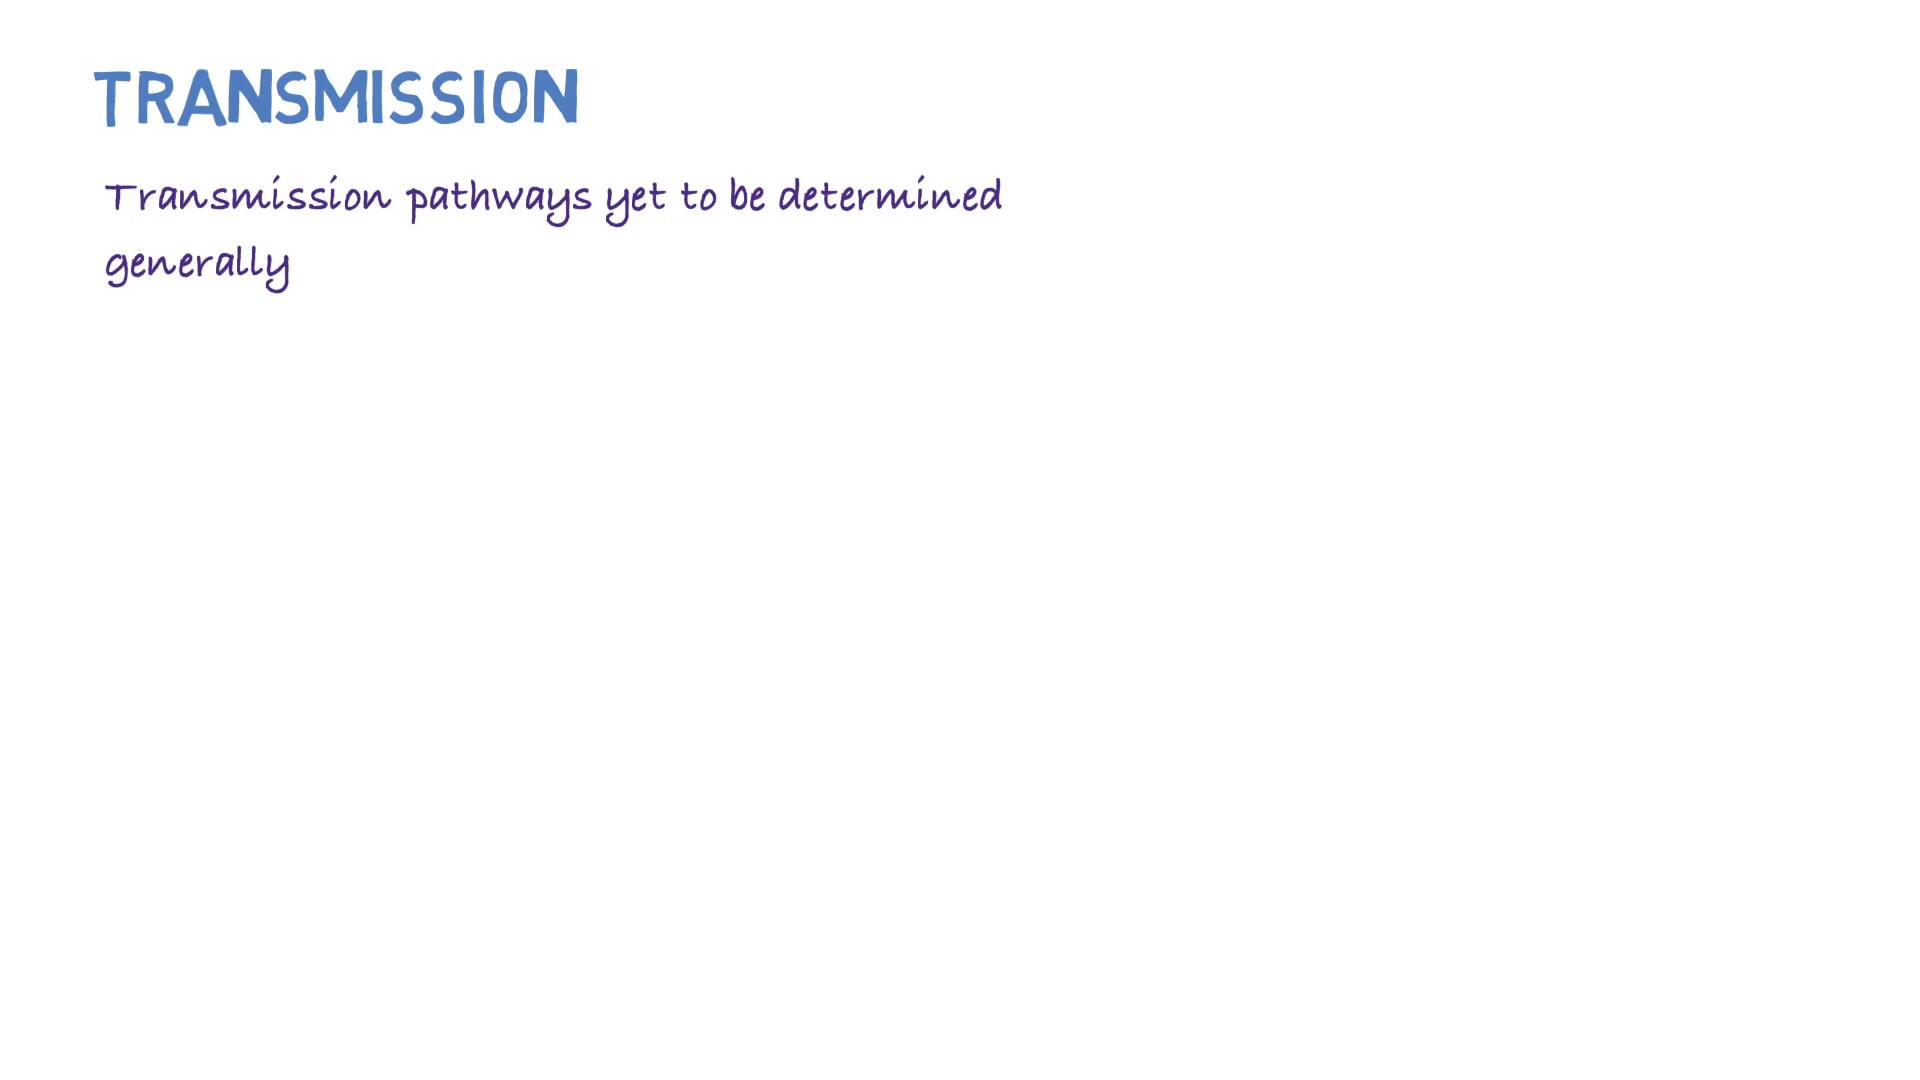 TRANSMISSION
Transmission pathways yet to be determined
generally